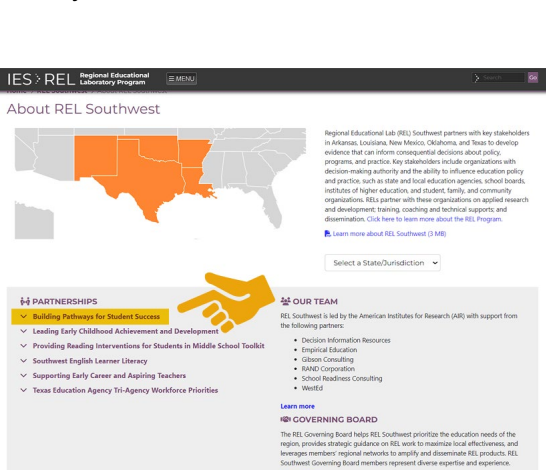 IES > REL Regional Educational
Laboratory Program
≡ MENU
Search
Go
About REL Southwest
Regional Educational Lab (REL) Southwest partners with key stakeholders
in Arkansas, Louisiana, New Mexico, Oklahoma, and Texas to develop
evidence that can inform consequential decisions about policy,
programs, and practice. Key stakeholders include organizations with
decision-making authority and the ability to influence education policy
and practice, such as state and local education agencies, school boards,
institutes of higher education, and student, family, and community
organizations. RELs partner with these organizations on applied research
and development; training, coaching and technical supports; and
dissemination. Click here to learn more about the REL Program.
Learn more about REL Southwest (3 MB)
Select a State/Jurisdiction
PARTNERSHIPS
Building Pathways for Student Success
Leading Early Childhood Achievement and Development
Providing Reading Interventions for Students in Middle School Toolkit
Southwest English Learner Literacy
Supporting Early Career and Aspiring Teachers
Texas Education Agency Tri-Agency Workforce Priorities
OUR TEAM
REL Southwest is led by the American Institutes for Research (AIR) with support from
the following partners:
• Decision Information Resources
• Empirical Education
• Gibson Consulting
• RAND Corporation
• School Readiness Consulting
• WestEd
Learn more
GOVERNING BOARD
The REL Governing Board helps REL Southwest prioritize the education needs of the
region, provides strategic guidance on REL work to maximize local effectiveness, and
leverages members' regional networks to amplify and disseminate REL products. REL
Southwest Governing Board members represent diverse expertise and experience.